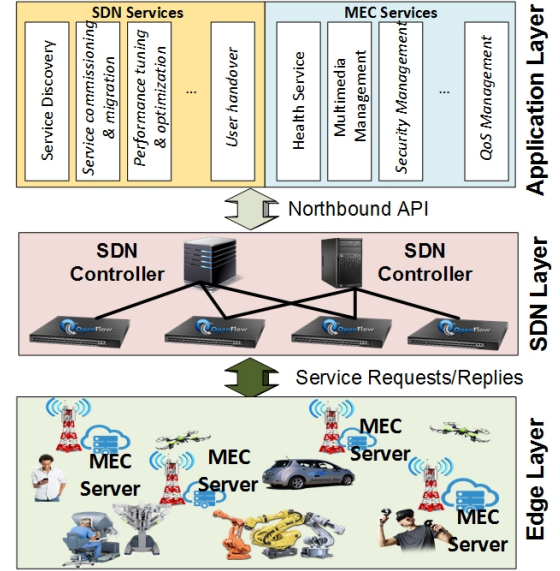 SDN Services
MEC Services
Service Discovery
Service commissioning
& migration
Performance tuning
& optimization
...
User handover
Health Service
Multimedia
Management
Security Management
...
QoS Management
Application Layer
Northbound API
SDN
Controller
SDN
Controller
OpenFlow
OpenFlow
OpenFlow
OpenFlow
SDN Layer
Service Requests/Replies
MEC
Server
MEC
Server
MEC
Server
MEC
Server
Edge Layer